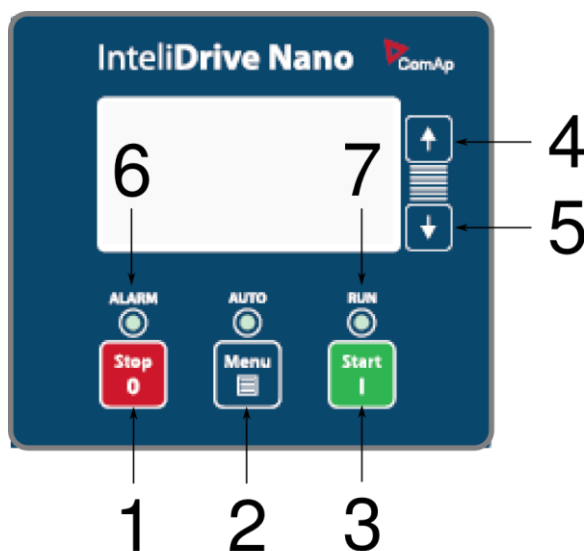 InteliDrive Nano ComAp
6 7
4
5
ALARM AUTO RUN
Stop Menu Start
0 I
1 2 3